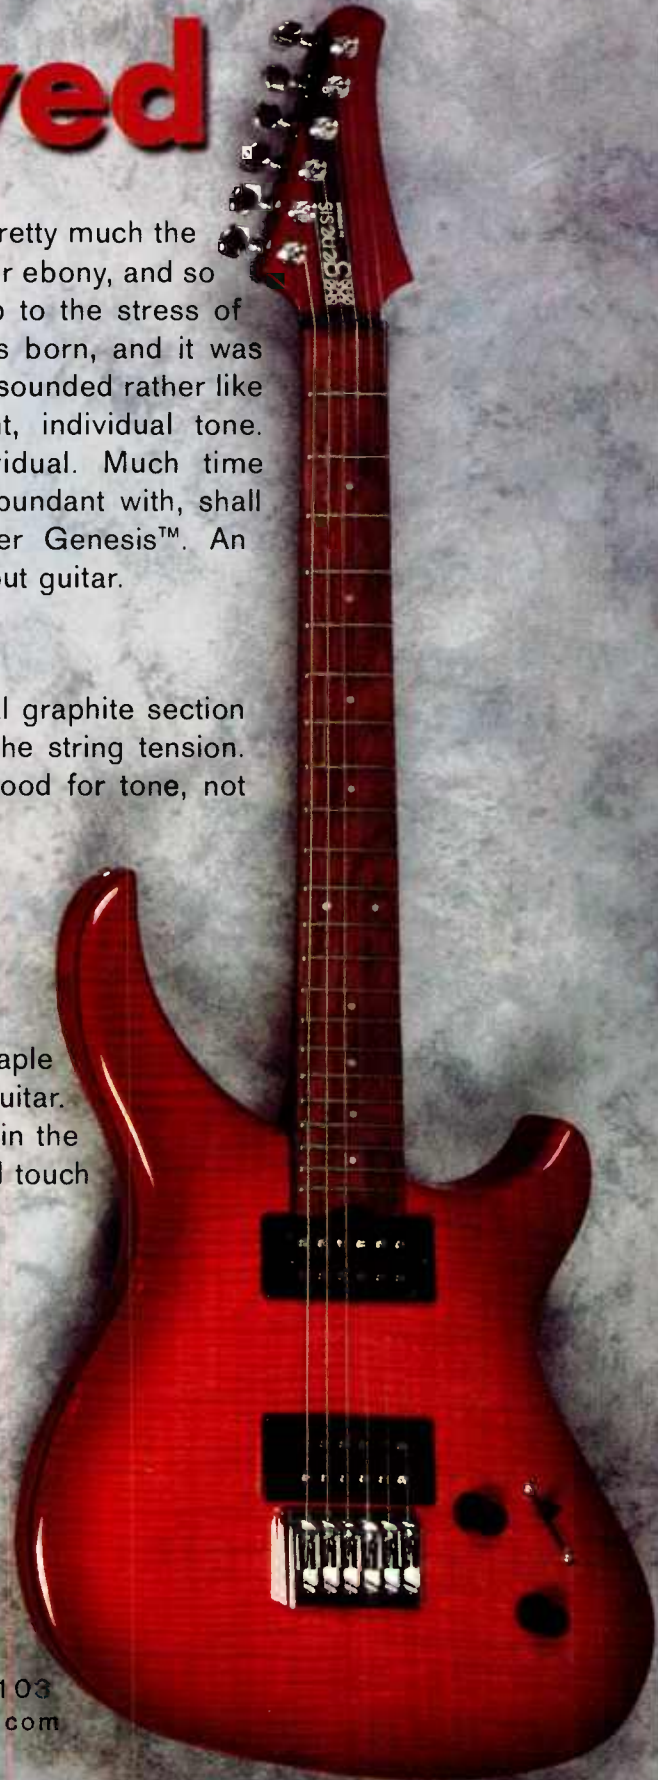 ved
genesis
retty much the
r ebony, and so
p to the stress of
s born, and it was
sounded rather like
t, individual tone.
vidual. Much time
oundant with, shall
er Genesis™. An
out guitar.
l graphite section
he string tension.
ood for tone, not
aple
uitar.
in the
l touch
103
com